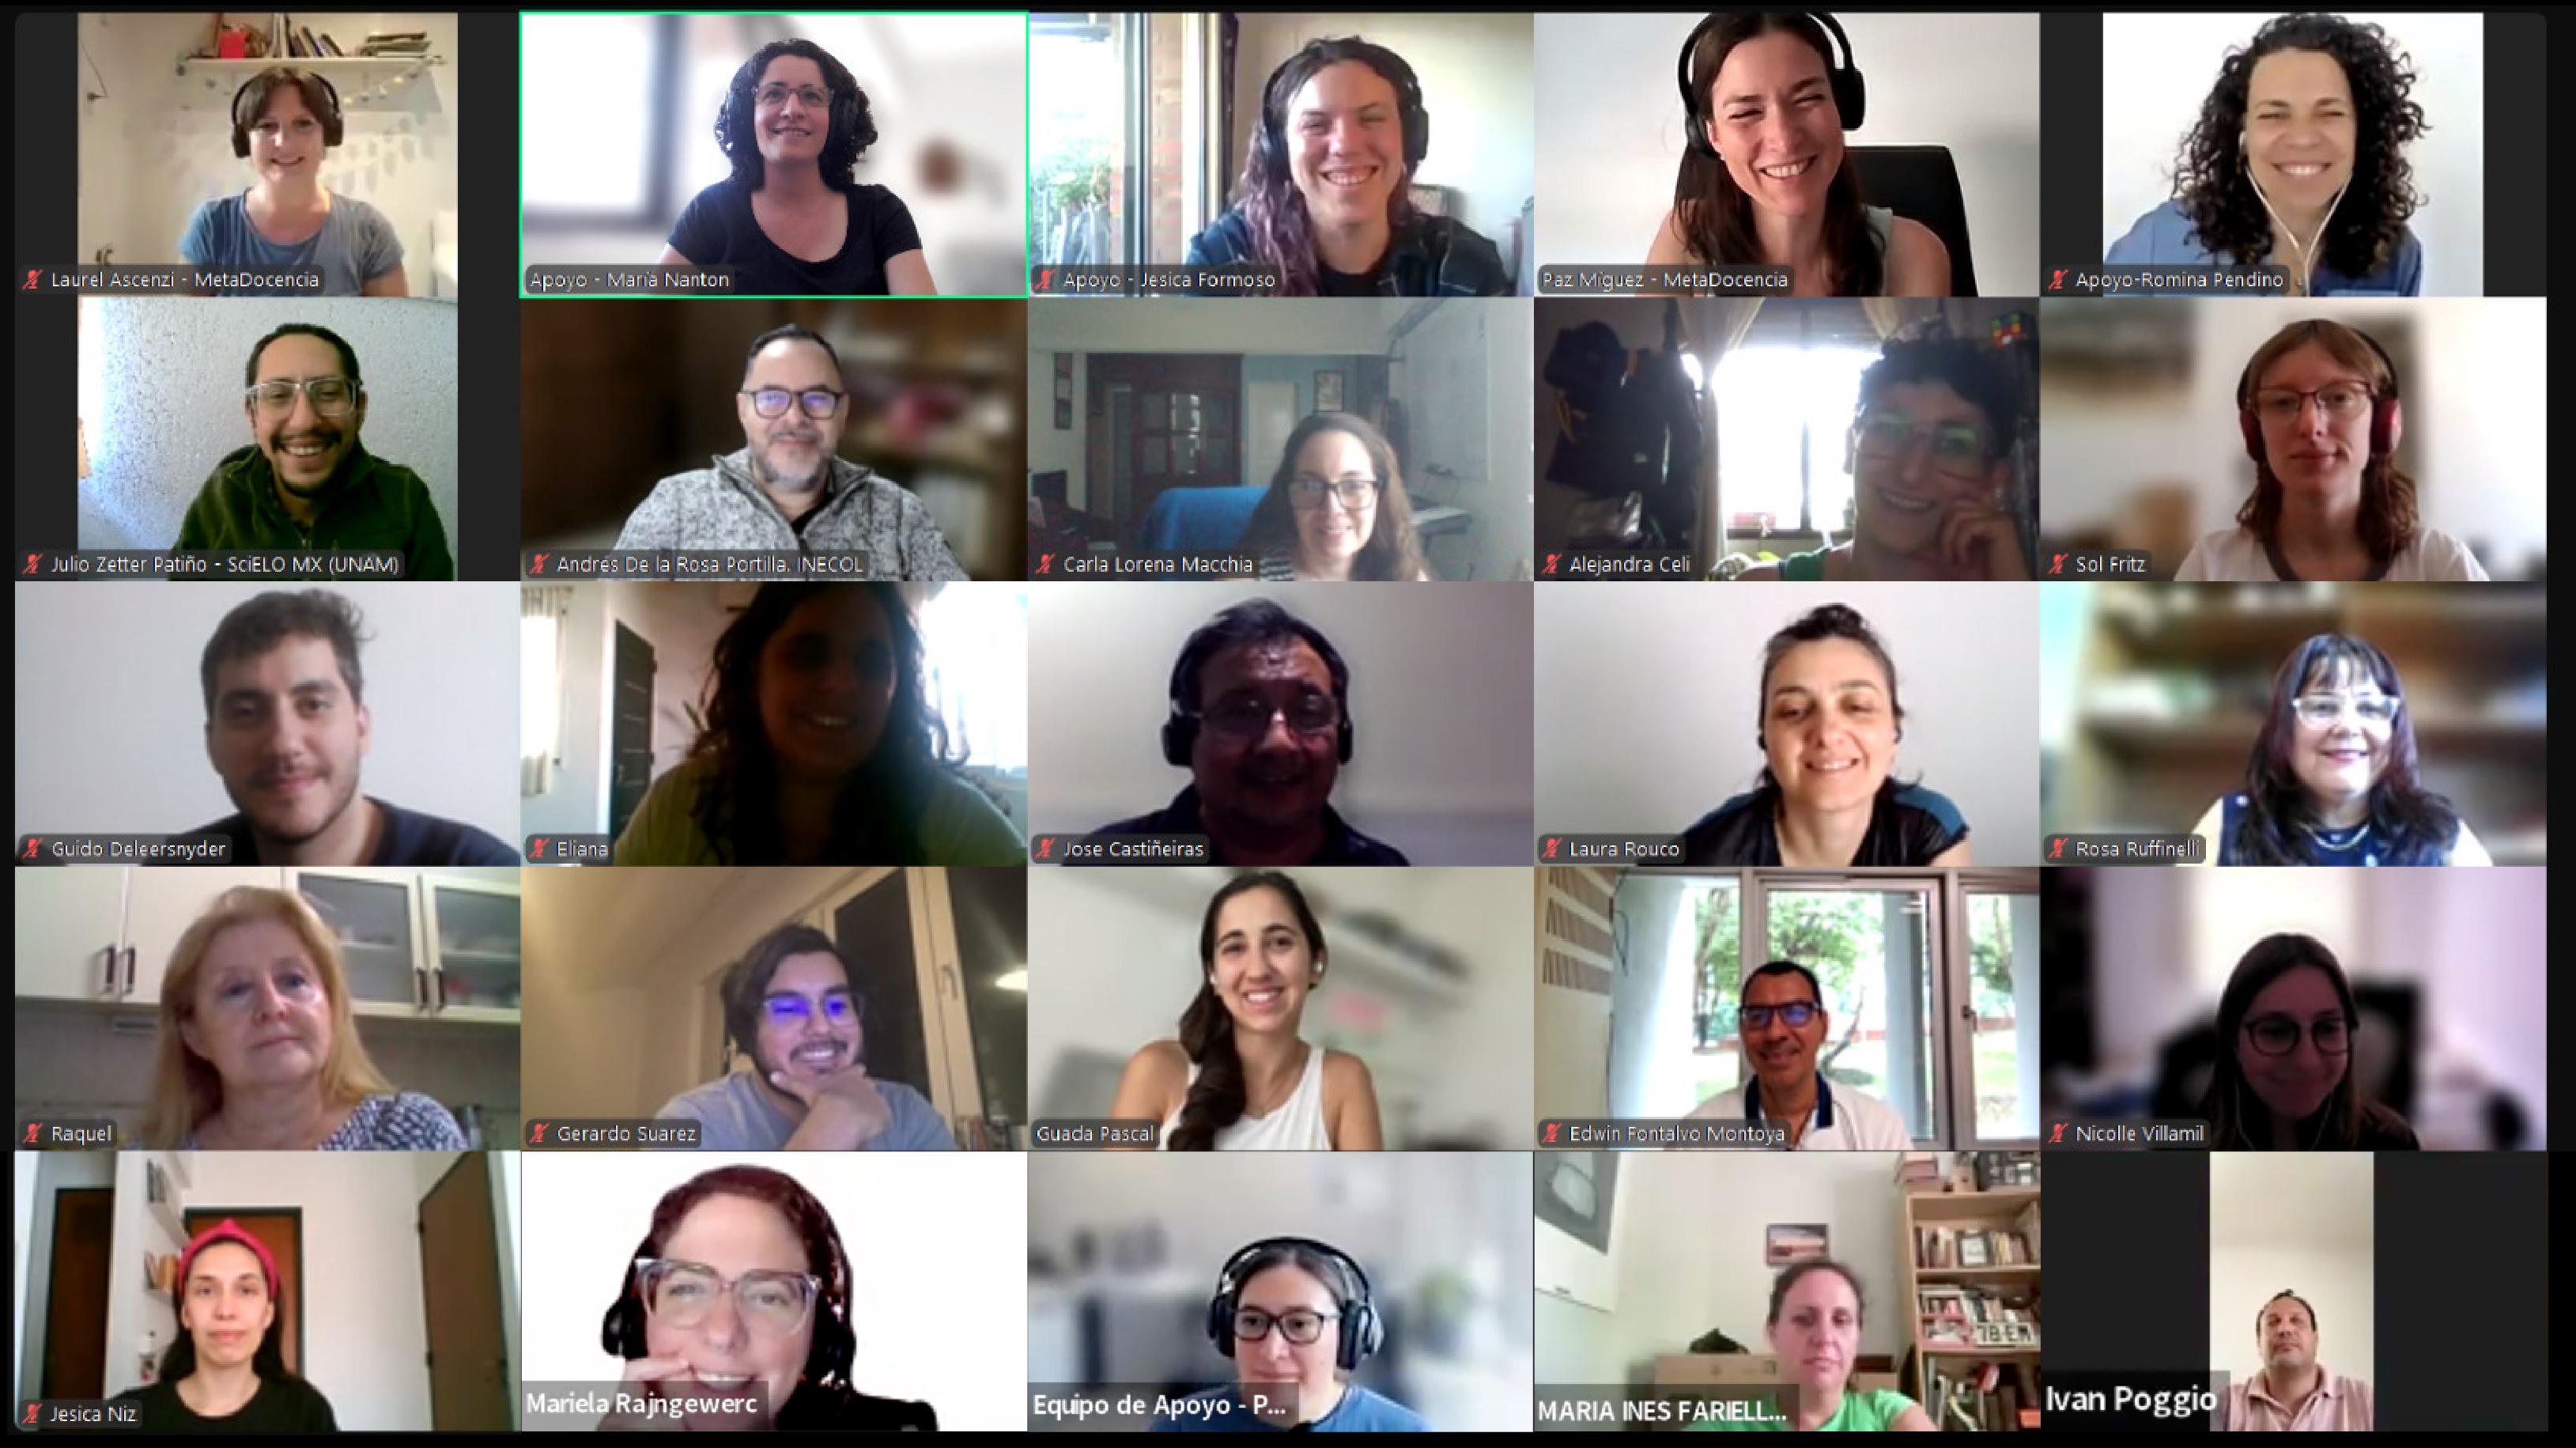 Laurel Ascenzi - MetaDocencia
Apoyo - María Nanton
Apoyo - Jesica Formoso
Paz Míguez - MetaDocencia
Apoyo-Romina Pendino
Julio Zetter Patiño - SciELO MX (UNAM)
Andrés De la Rosa Portilla. INECOL
Carla Lorena Macchia
Alejandra Celi
Sol Fritz
Guido Deleersnyder
Eliana
Jose Castiñeiras
Laura Rouco
Rosa Ruffinelli
Raquel
Gerardo Suarez
Guada Pascal
Edwin Fontalvo Montoya
Nicolle Villamil
Jesica Niz
Mariela Rajngewerc
Equipo de Apoyo - P...
MARIA INES FARIELL...
Ivan Poggio